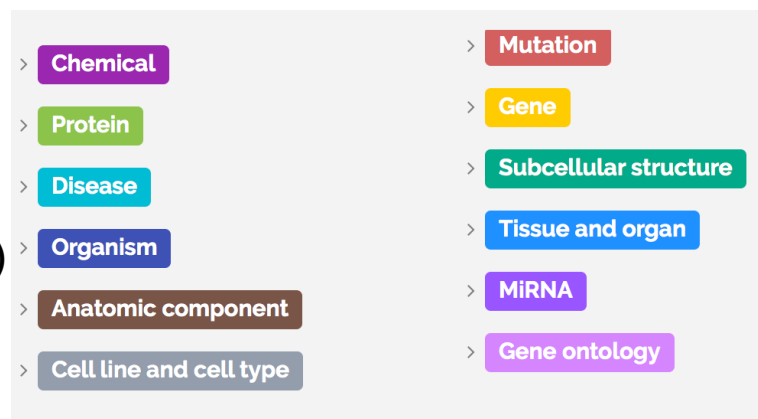 Chemical
Protein
Disease
Organism
Anatomic component
Cell line and cell type
Mutation
Gene
Subcellular structure
Tissue and organ
MiRNA
Gene ontology